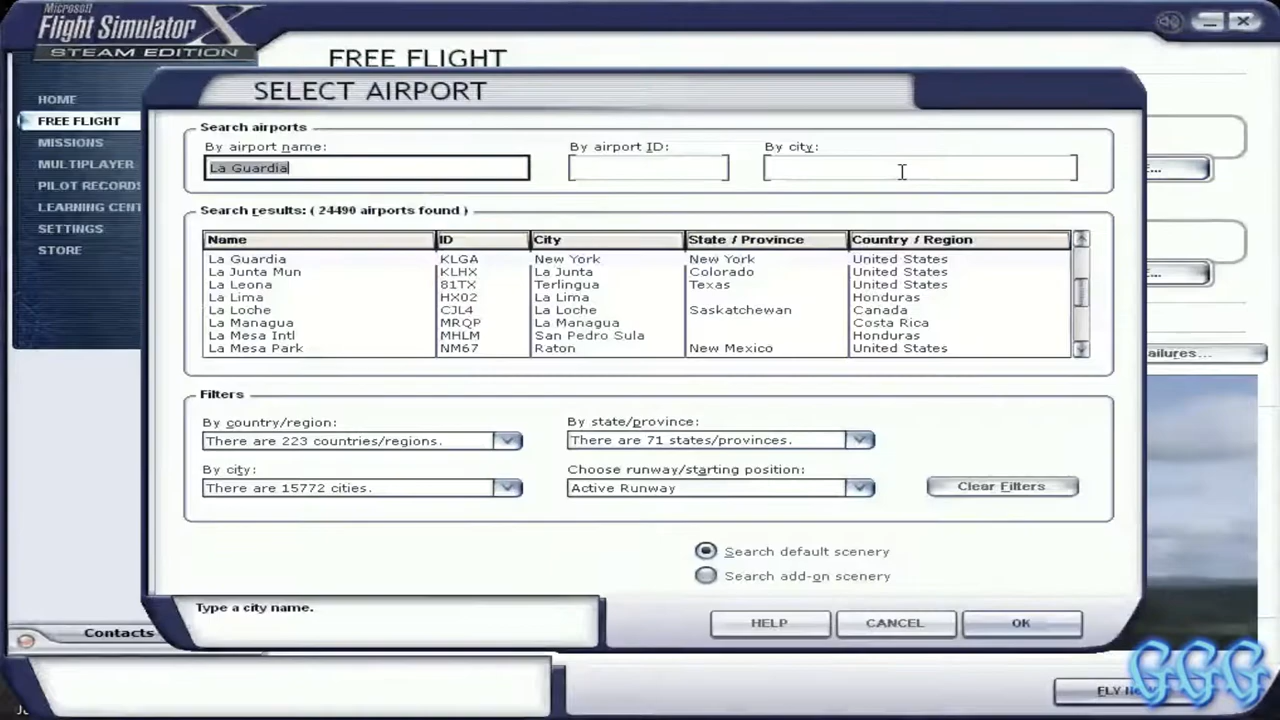 Microsoft
Flight Simulator X
STEAM EDITION
FREE FLIGHT
HOME
FREE FLIGHT
MISSIONS
MULTIPLAYER
PILOT RECORDS
LEARNING CENT
SETTINGS
STORE
SELECT AIRPORT
Search airports
By airport name: By airport ID: By city:
La Guardia
Search results: ( 24490 airports found )
Name ID City State / Province Country / Region
La Guardia KLGA New York New York United States
La Junta Mun KLHX La Junta Colorado United States
La Leona 81TX Terlingua Texas United States
La Lima HX02 La Lima Honduras
La Loche CJL4 La Loche Saskatchewan Canada
La Managua MRQP La Managua Costa Rica
La Mesa Intl MHLM San Pedro Sula Honduras
La Mesa Park NM67 Raton New Mexico United States
Filters
By country/region: By state/province:
There are 223 countries/regions. There are 71 states/provinces.
By city: Choose runway/starting position:
There are 15772 cities. Active Runway Clear Filters
Search default scenery
Search add-on scenery
Type a city name.
HELP CANCEL OK
...
...
ailures...
Contacts
FLY
GGG